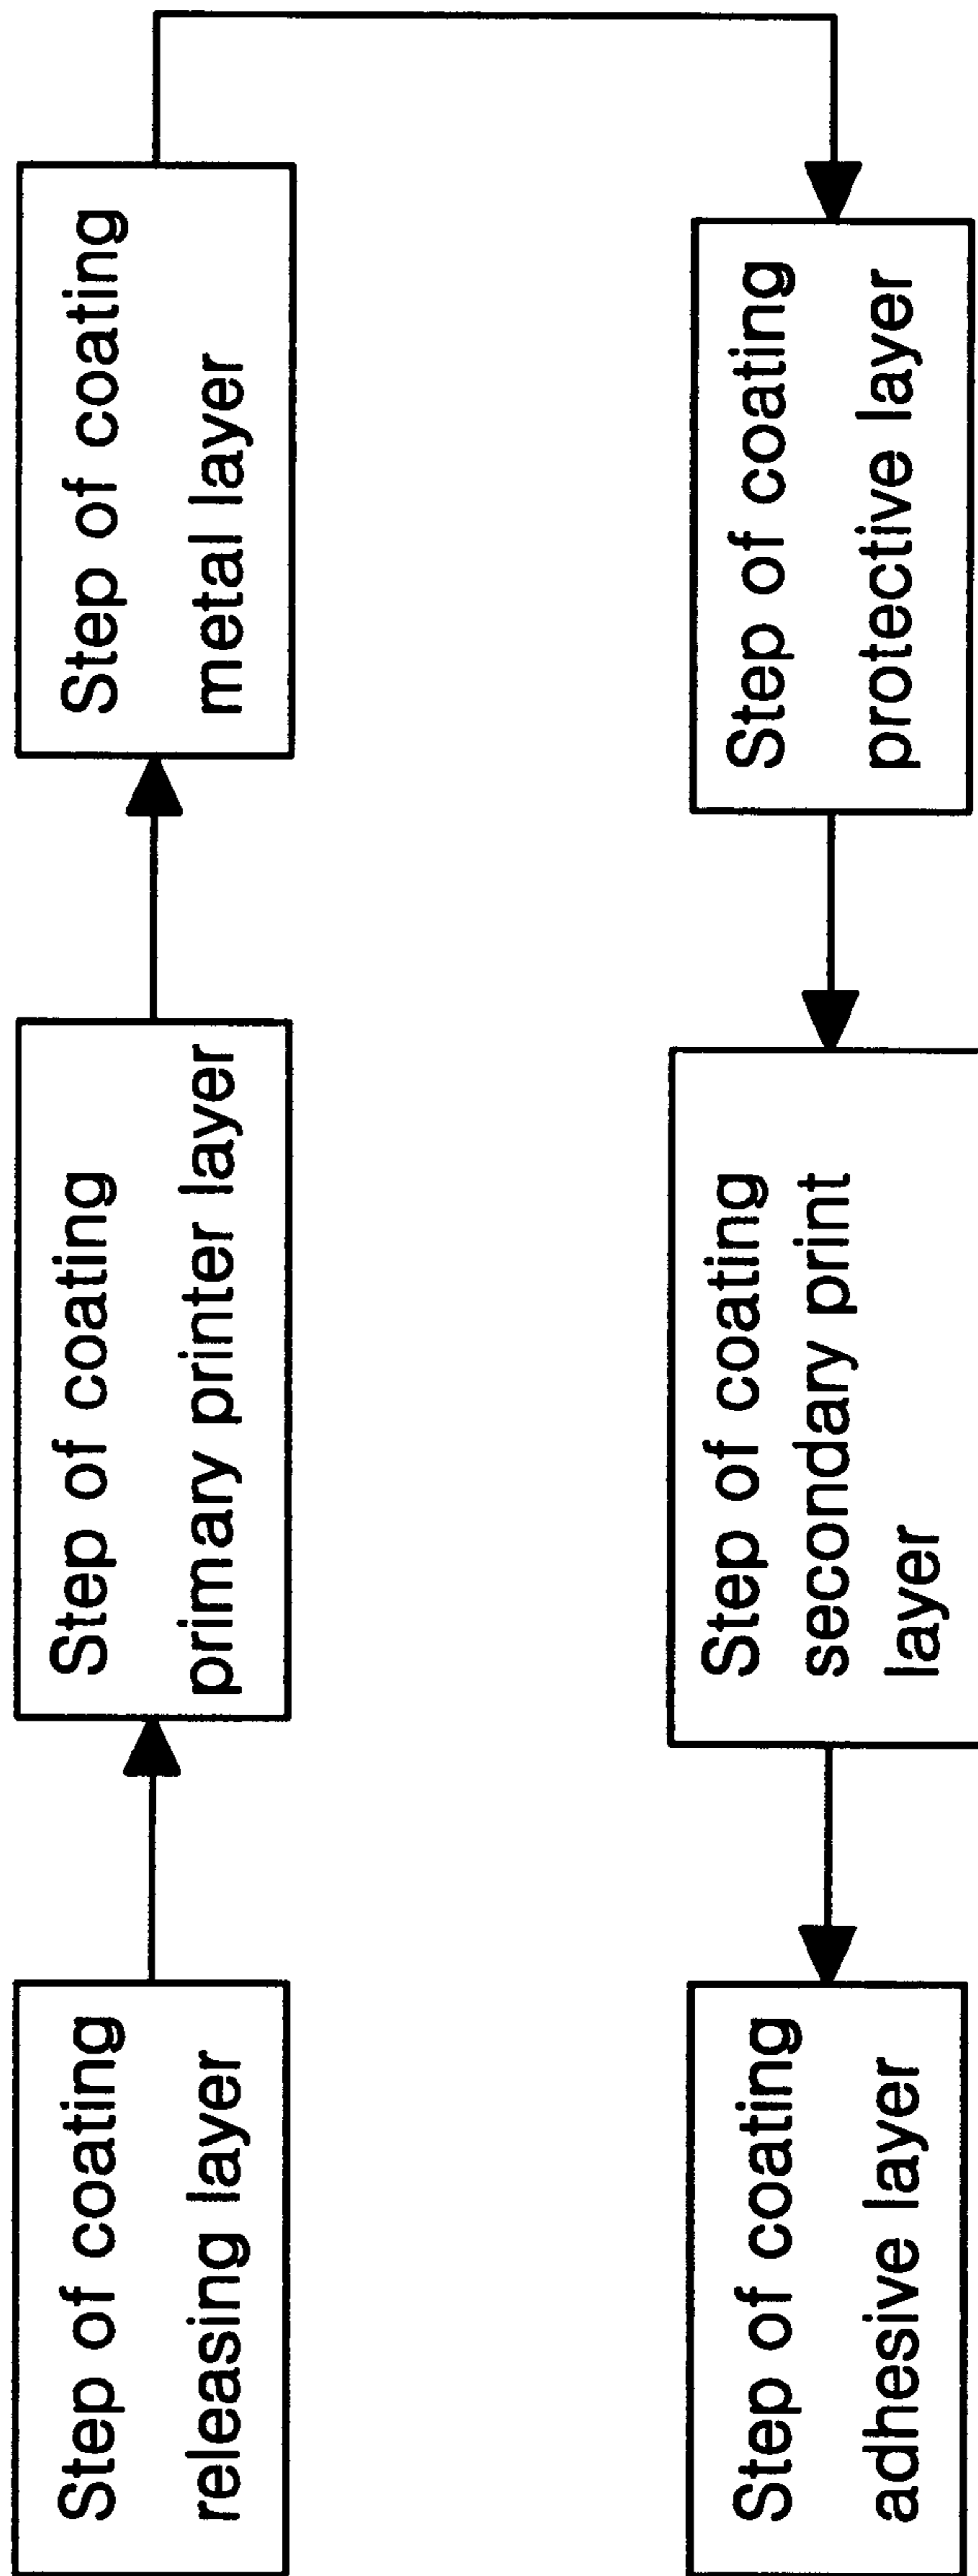 Step of coating
releasing layer
Step of coating
primary printer layer
Step of coating
metal layer
Step of coating
protective layer
Step of coating
secondary print
layer
Step of coating
adhesive layer